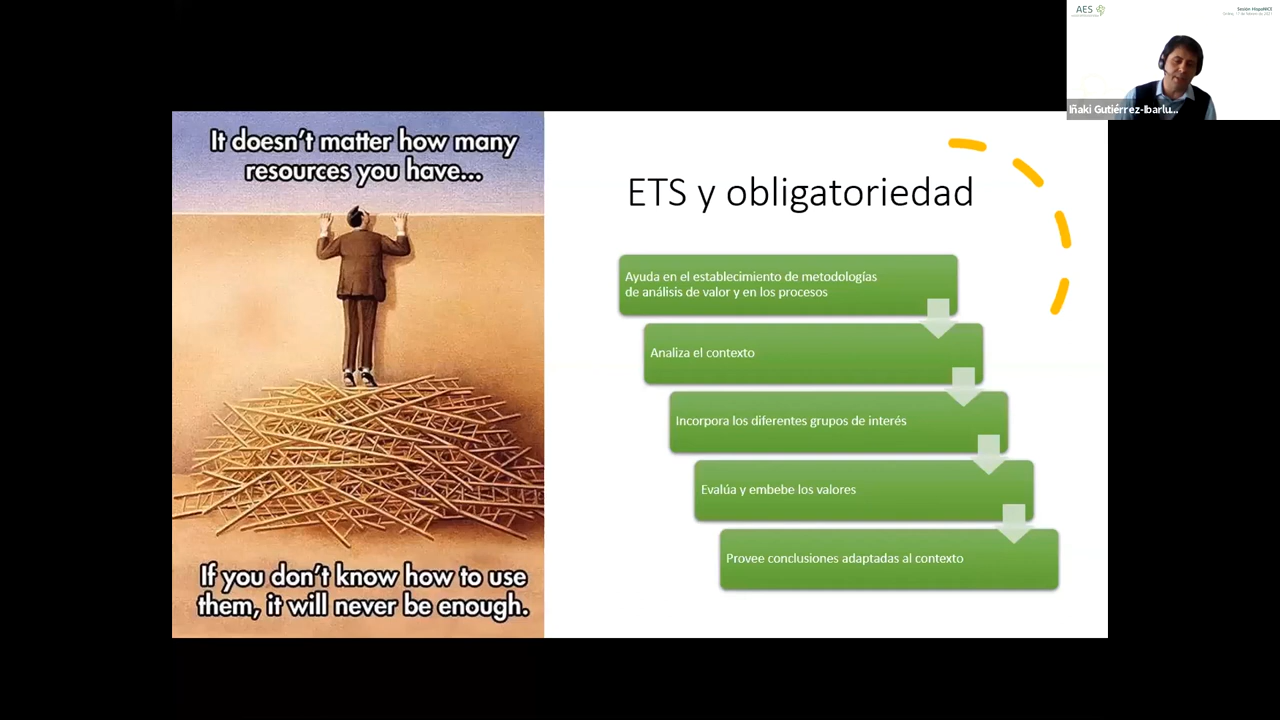 AES
Sesión HispaNICE
Iñaki Gutiérrez-Ibarlu...
It doesn't matter how many
resources you have...
If you don't know how to use
them, it will never be enough.
ETS y obligatoriedad
Ayuda en el establecimiento de metodologías
de análisis de valor y en los procesos
Analiza el contexto
Incorpora los diferentes grupos de interés
Evalúa y embebe los valores
Provee conclusiones adaptadas al contexto